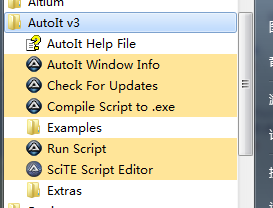 Altium
AutoIt v3
AutoIt Help File
AutoIt Window Info
Check For Updates
Compile Script to .exe
Examples
Run Script
SciTE Script Editor
Extras